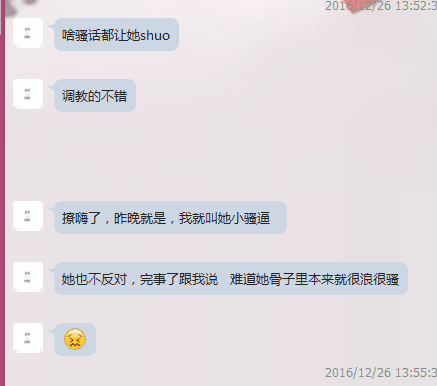 2016/12/26 13:52:3
啥骚话都让她shuo
调教的不错
撩嗨了，昨晚就是，我就叫她小骚逼
她也不反对，完事了跟我说 难道她骨子里本来就很浪很骚
2016/12/26 13:55:3